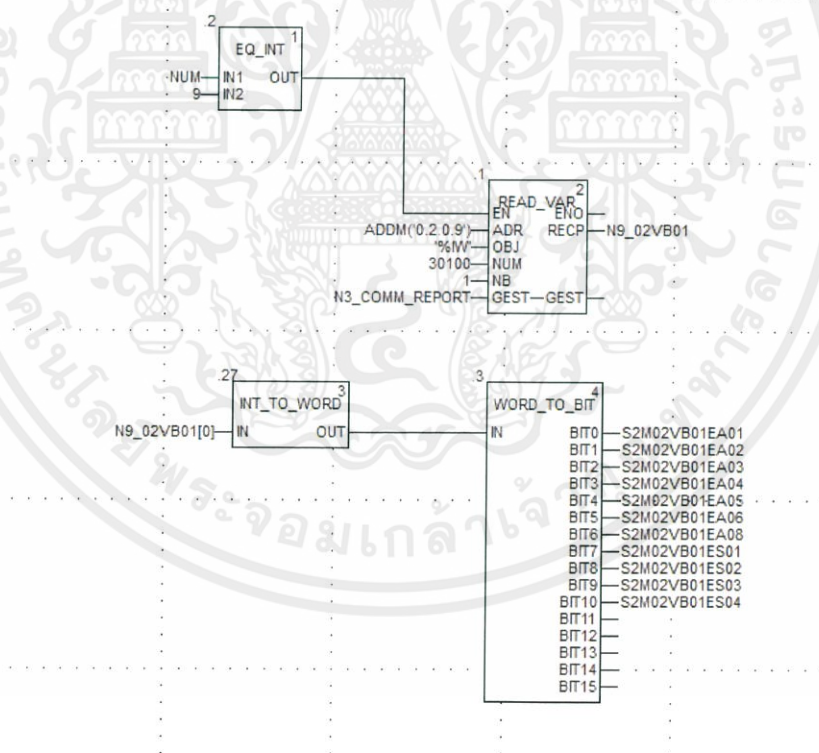 .2
1
EQ_INT
NUM IN1 OUT
9 IN2
.1
2
READ_VAR
EN ENO
ADDM('0.2.0.9') ADR RECP N9_02VB01
'%IW' OBJ
30100 NUM
1 NB
N3_COMM_REPORT GEST GEST
.27
3
INT_TO_WORD
N9_02VB01[0] IN OUT
3
4
WORD_TO_BIT
IN BIT0 S2M02VB01EA01
BIT1 S2M02VB01EA02
BIT2 S2M02VB01EA03
BIT3 S2M02VB01EA04
BIT4 S2M02VB01EA05
BIT5 S2M02VB01EA06
BIT6 S2M02VB01EA08
BIT7 S2M02VB01ES01
BIT8 S2M02VB01ES02
BIT9 S2M02VB01ES03
BIT10 S2M02VB01ES04
BIT11
BIT12
BIT13
BIT14
BIT15